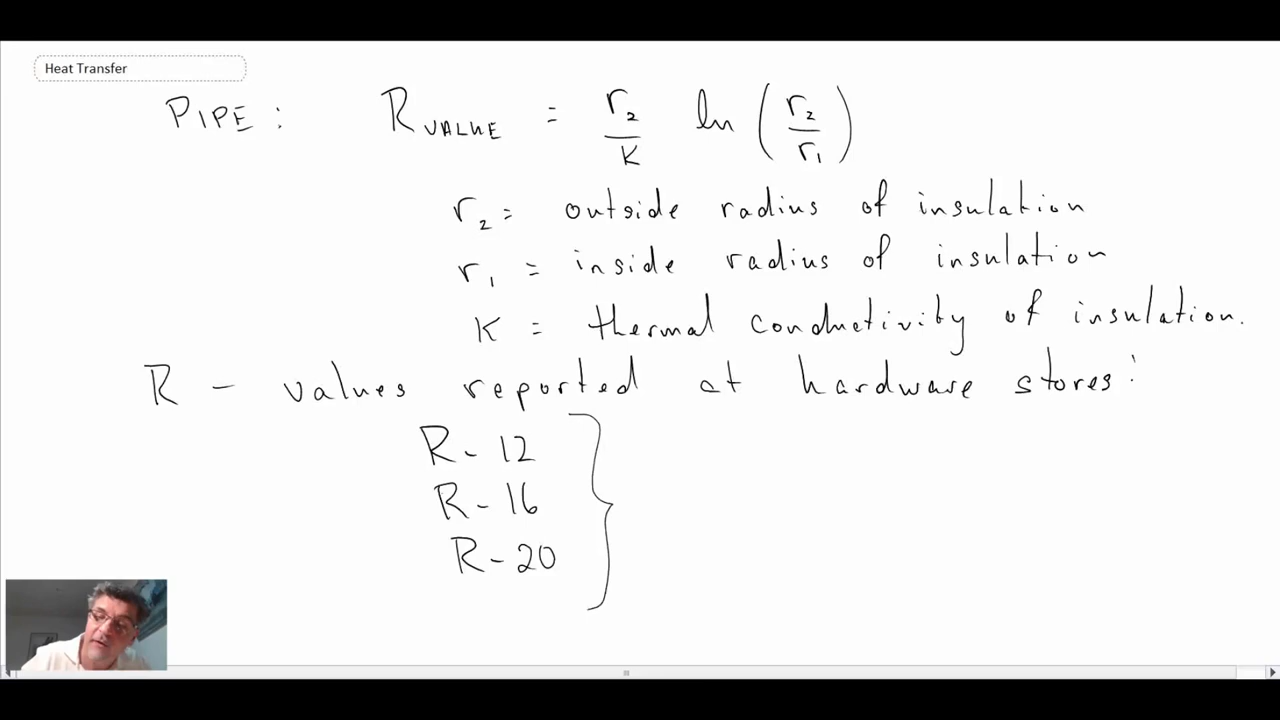 Heat Transfer
PIPE: R VALUE = r2/k ln (r2/r1)
r2 = outside radius of insulation
r1 = inside radius of insulation
k = thermal conductivity of insulation.
R - values reported at hardware stores:
R-12
R-16
R-20